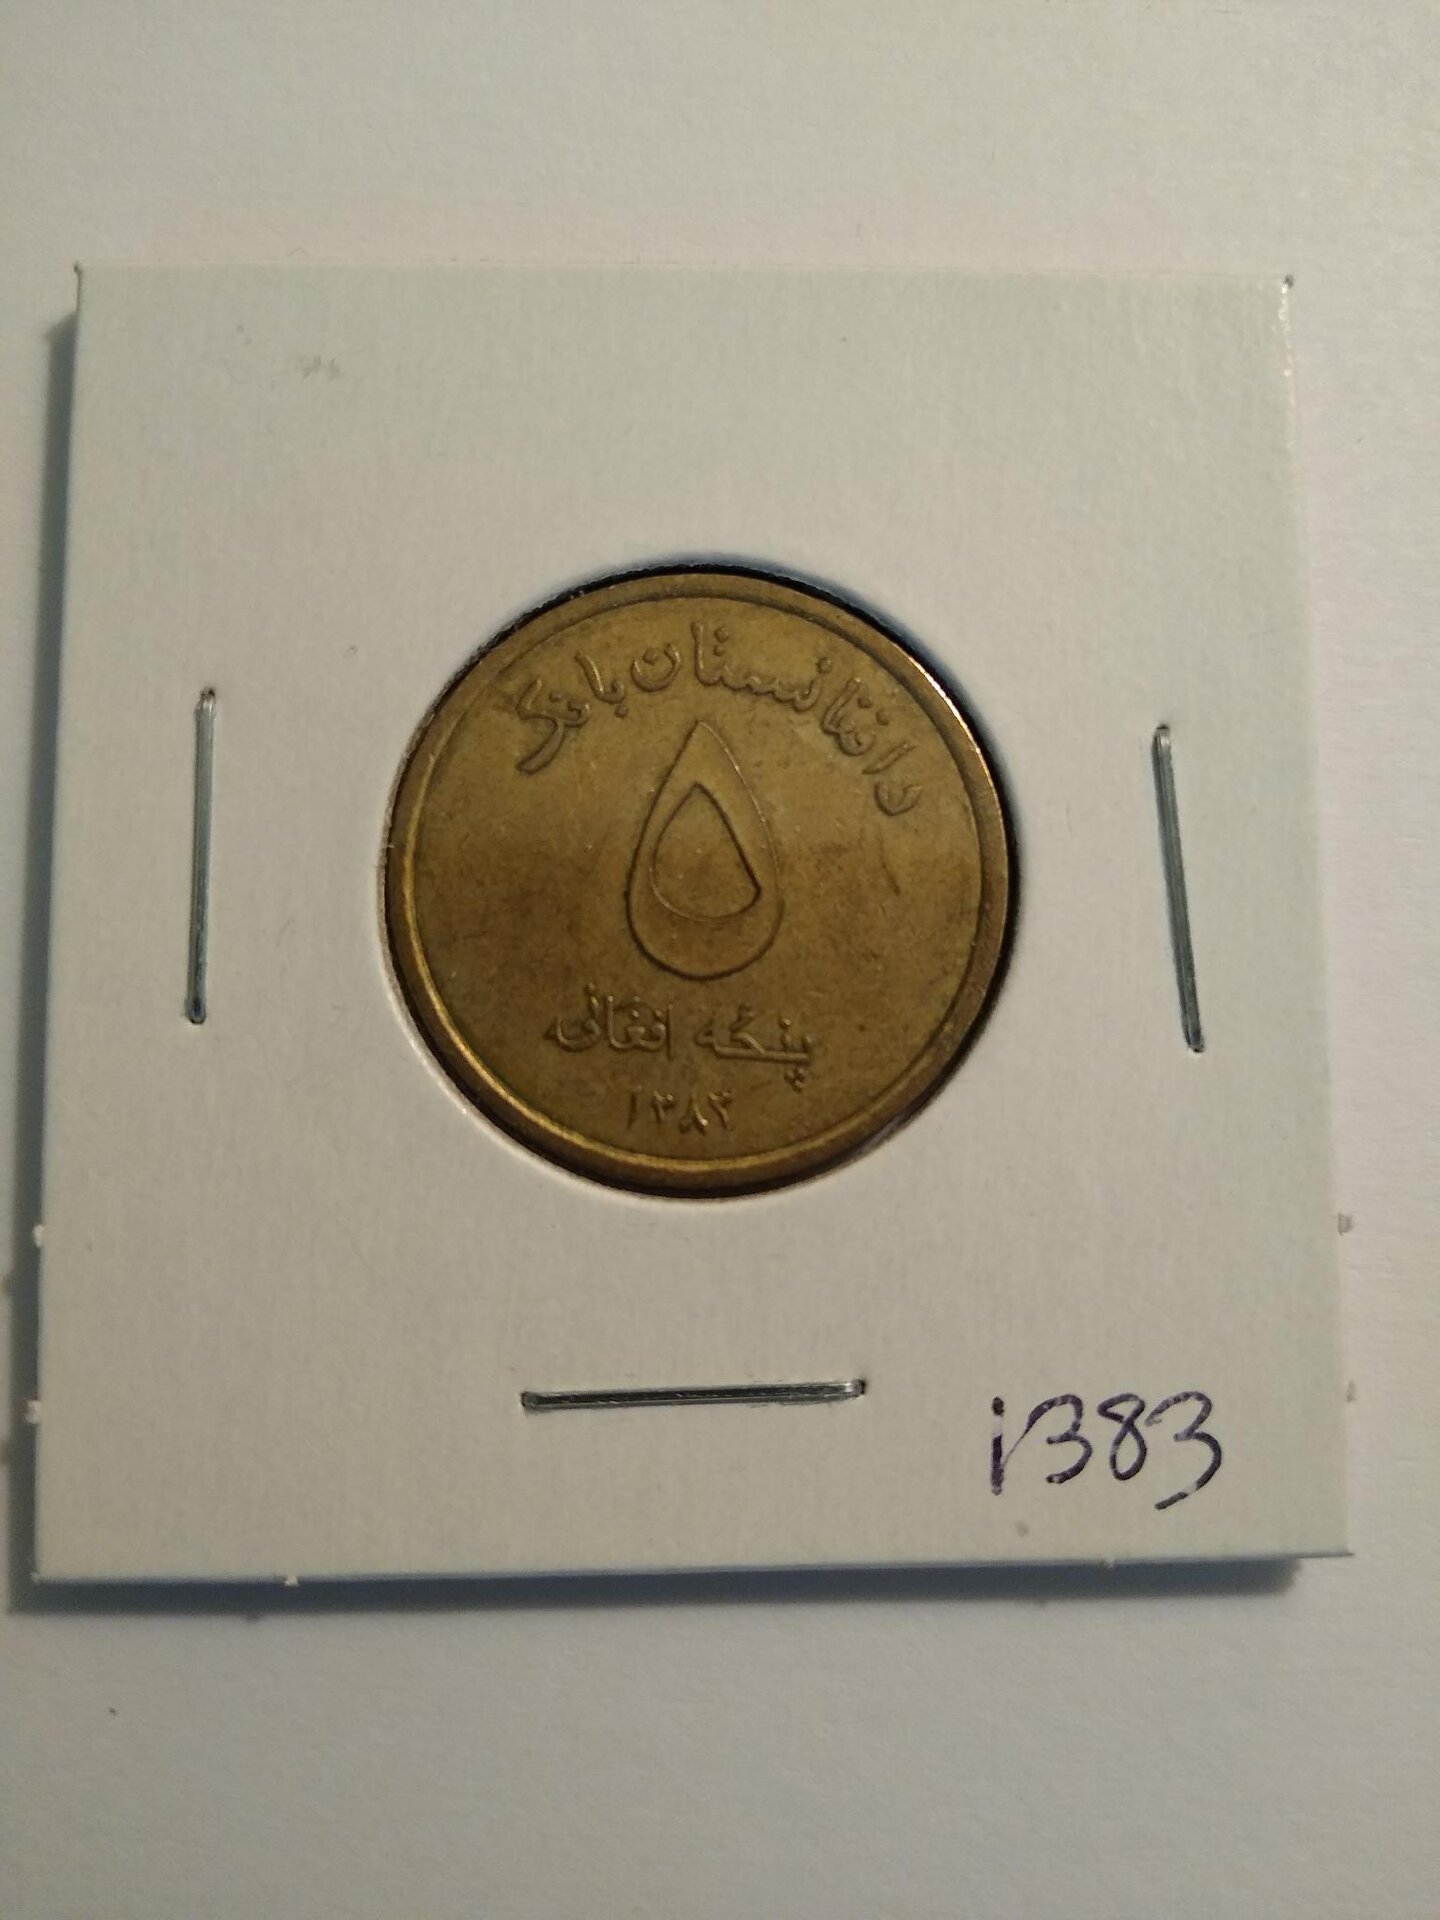 د افغانستان بانک
۵
پنځه افغانۍ
۱۳۸۳
1383